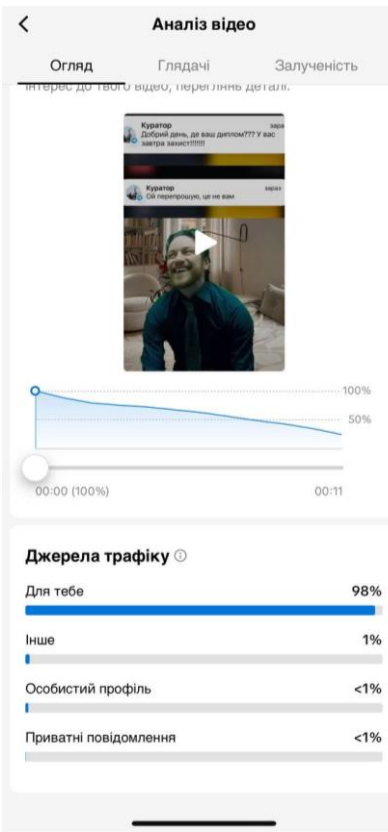 Аналіз відео
Огляд
Глядачі
Залученість
інтерес до твого відео, переглянь деталі.
Куратор
зараз
Добрий день, де ваш диплом??? У вас
завтра захист!!!!!!!
Куратор
зараз
Ой перепрошую, це не вам
100%
50%
00:00 (100%)
00:11
Джерела трафіку
Для тебе
98%
Інше
1%
Особистий профіль
<1%
Приватні повідомлення
<1%